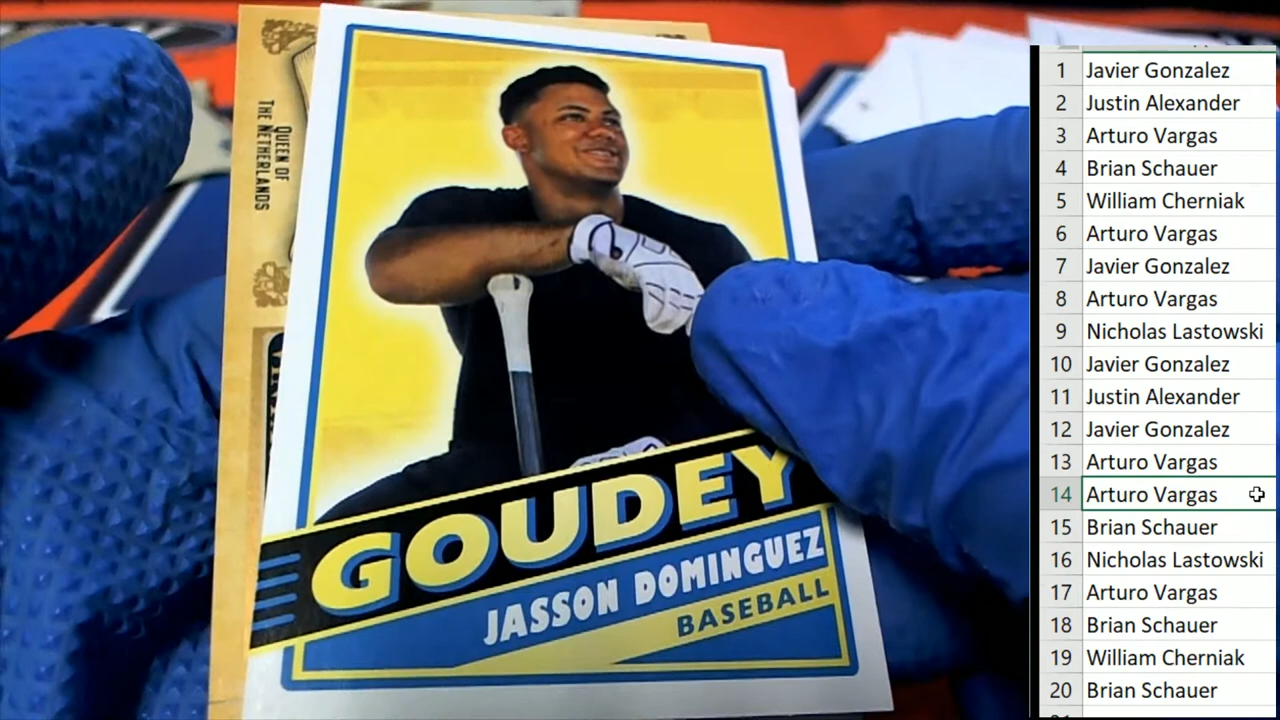 QUEEN OF
THE NETHERLANDS
GOUDEY
JASSON DOMINGUEZ
BASEBALL
1 Javier Gonzalez
2 Justin Alexander
3 Arturo Vargas
4 Brian Schauer
5 William Cherniak
6 Arturo Vargas
7 Javier Gonzalez
8 Arturo Vargas
9 Nicholas Lastowski
10 Javier Gonzalez
11 Justin Alexander
12 Javier Gonzalez
13 Arturo Vargas
14 Arturo Vargas
15 Brian Schauer
16 Nicholas Lastowski
17 Arturo Vargas
18 Brian Schauer
19 William Cherniak
20 Brian Schauer